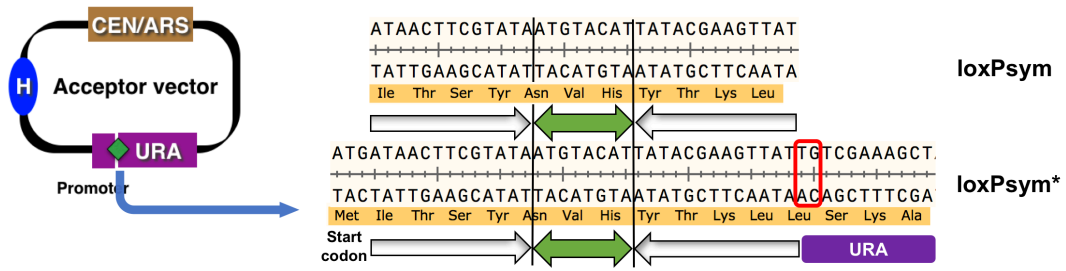 CEN/ARS
H
Acceptor vector
URA
Promoter
ATAACTTCGTATAATGTACATTATACGAAGTTAT
TATTGAAGCATATTACATGTAATATGCTTCAATA
Ile Thr Ser Tyr Asn Val His Tyr Thr Lys Leu
loxPsym
ATGATAACTTCGTATAATGTACATTATACGAAGTTATTGTCGAAAGCT
TACTATTGAAGCATATTACATGTAATATGCTTCAATAACAGCTTTCGA
Met Ile Thr Ser Tyr Asn Val His Tyr Thr Lys Leu Leu Ser Lys Ala
loxPsym*
Start
codon
URA